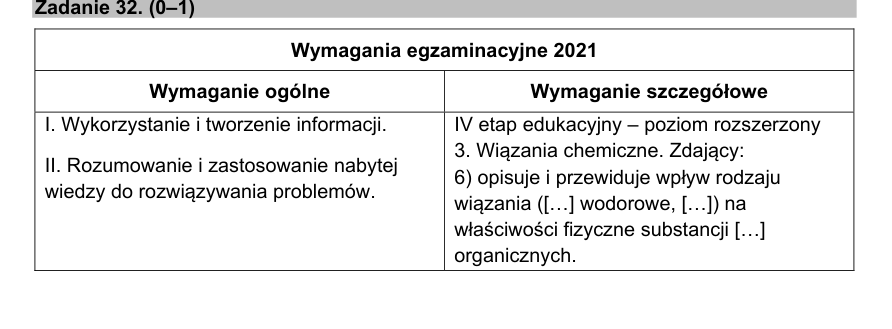 Zadanie 32. (0–1)
Wymagania egzaminacyjne 2021
Wymaganie ogólne
Wymaganie szczegółowe
I. Wykorzystanie i tworzenie informacji.
II. Rozumowanie i zastosowanie nabytej
wiedzy do rozwiązywania problemów.
IV etap edukacyjny – poziom rozszerzony
3. Wiązania chemiczne. Zdający:
6) opisuje i przewiduje wpływ rodzaju
wiązania ([…] wodorowe, […]) na
właściwości fizyczne substancji […]
organicznych.